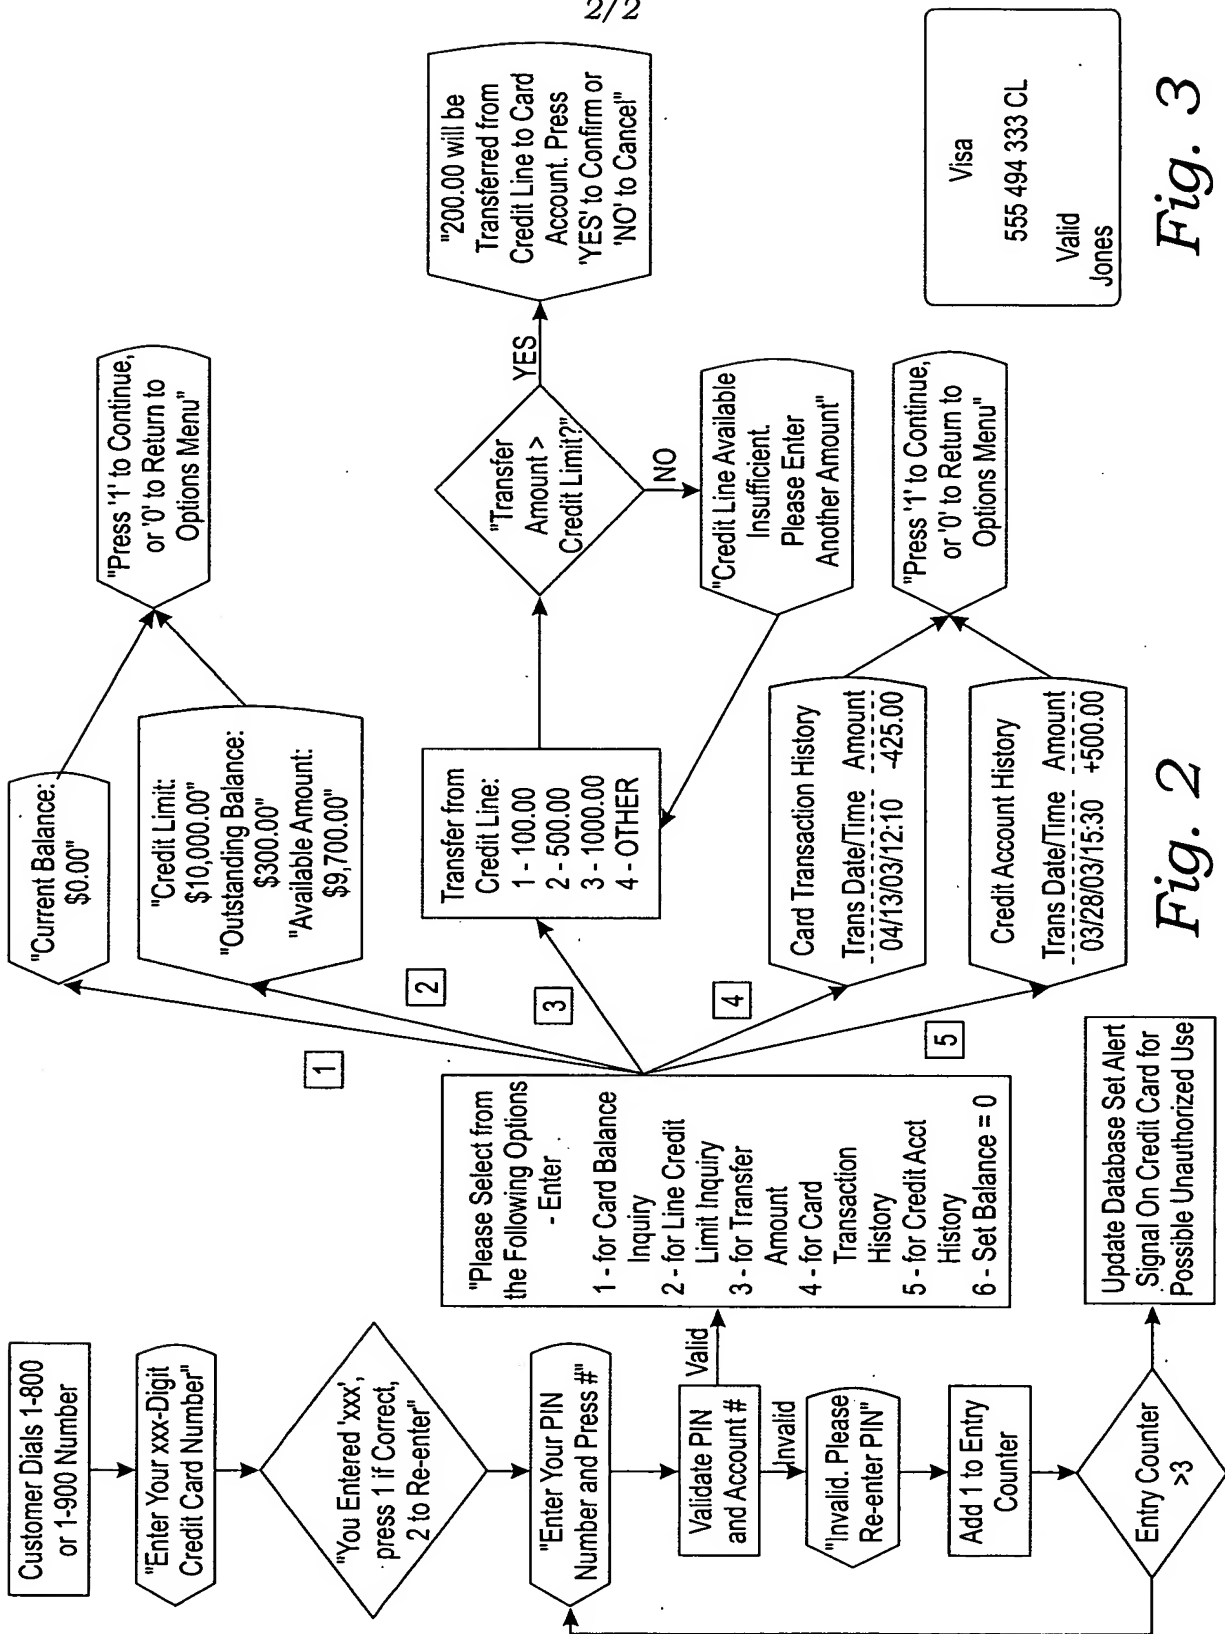 2/2
Customer Dials 1-800
or 1-900 Number
"Enter Your xxx-Digit
Credit Card Number"
"You Entered 'xxx',
press 1 if Correct,
2 to Re-enter"
"Enter Your PIN
Number and Press #"
Validate PIN
and Account #
Valid
Invalid
"Invalid. Please
Re-enter PIN"
Add 1 to Entry
Counter
Entry Counter
>3
Update Database Set Alert
Signal On Credit Card for
Possible Unauthorized Use
"Please Select from
the Following Options
- Enter
1 - for Card Balance
Inquiry
2 - for Line Credit
Limit Inquiry
3 - for Transfer
Amount
4 - for Card
Transaction
History
5 - for Credit Acct
History
6 - Set Balance = 0
1
2
3
4
5
"Current Balance:
$0.00"
"Credit Limit:
$10,000.00"
"Outstanding Balance:
$300.00"
"Available Amount:
$9,700.00"
"Press '1' to Continue,
or '0' to Return to
Options Menu"
Transfer from
Credit Line:
1 - 100.00
2 - 500.00
3 - 1000.00
4 - OTHER
"Transfer
Amount >
Credit Limit?"
YES
NO
"200.00 will be
Transferred from
Credit Line to Card
Account. Press
'YES' to Confirm or
'NO' to Cancel"
"Credit Line Available
Insufficient.
Please Enter
Another Amount"
Card Transaction History
Trans Date/Time Amount
04/13/03/12:10 -425.00
Credit Account History
Trans Date/Time Amount
03/28/03/15:30 +500.00
"Press '1' to Continue,
or '0' to Return to
Options Menu"
Fig. 2
Visa
555 494 333 CL
Valid
Jones
Fig. 3